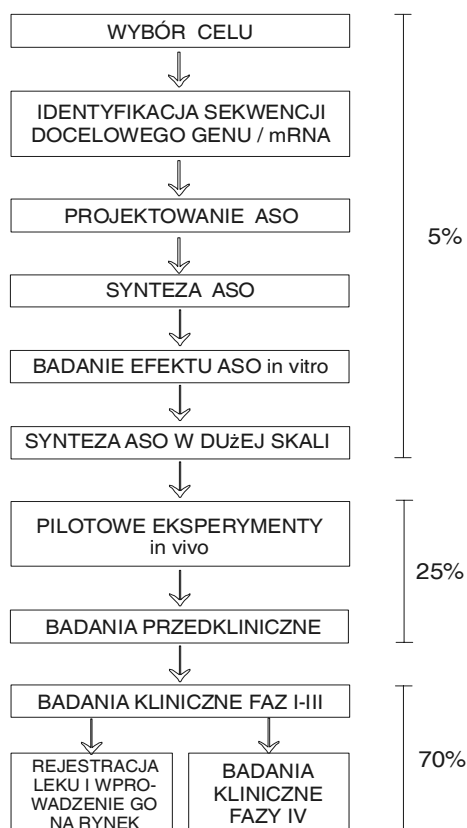 WYBÓR CELU
IDENTYFIKACJA SEKWENCJI
DOCELOWEGO GENU / mRNA
PROJEKTOWANIE ASO
SYNTEZA ASO
BADANIE EFEKTU ASO in vitro
SYNTEZA ASO W DUżEJ SKALI
5%
PILOTOWE EKSPERYMENTY
in vivo
BADANIA PRZEDKLINICZNE
25%
BADANIA KLINICZNE FAZ I-III
REJESTRACJA
LEKU I WPRO-
WADZENIE GO
NA RYNEK
BADANIA
KLINICZNE
FAZY IV
70%